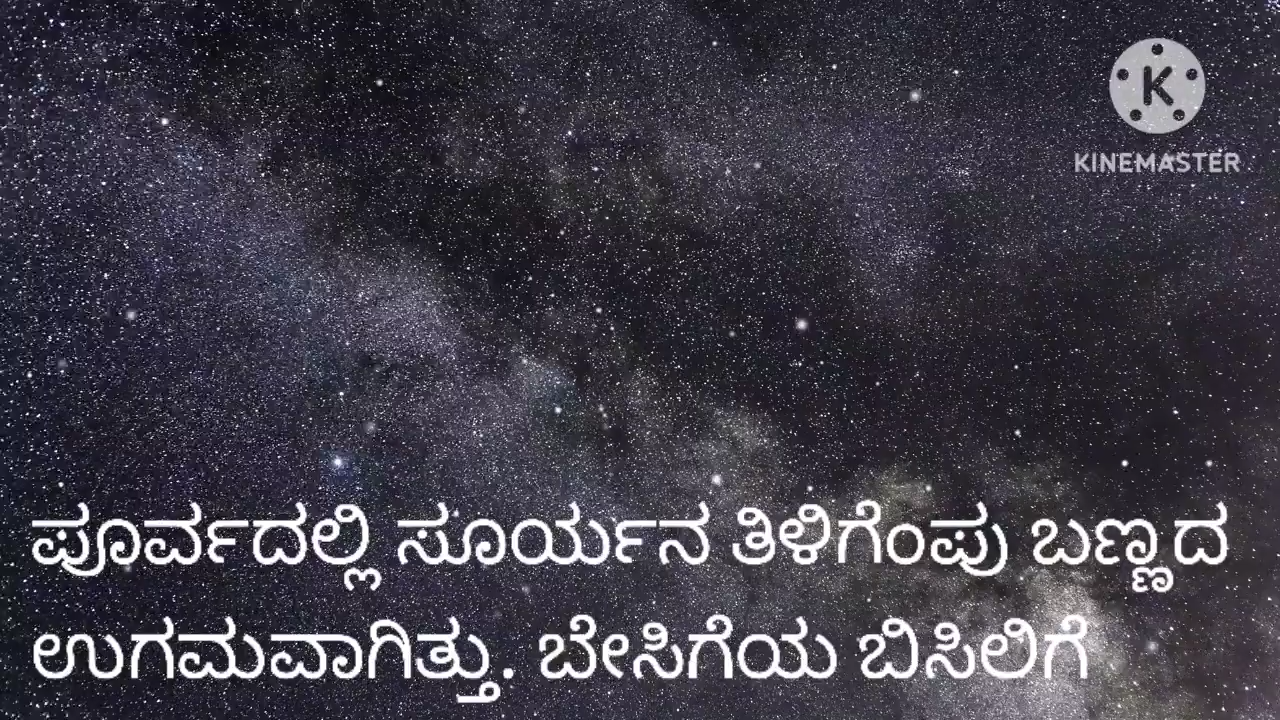 KINEMASTER
ಪೂರ್ವದಲ್ಲಿ ಸೂರ್ಯನ ತಿಳಿಗೆಂಪು ಬಣ್ಣದ
ಉಗಮವಾಗಿತ್ತು. ಬೇಸಿಗೆಯ ಬಿಸಿಲಿಗೆ